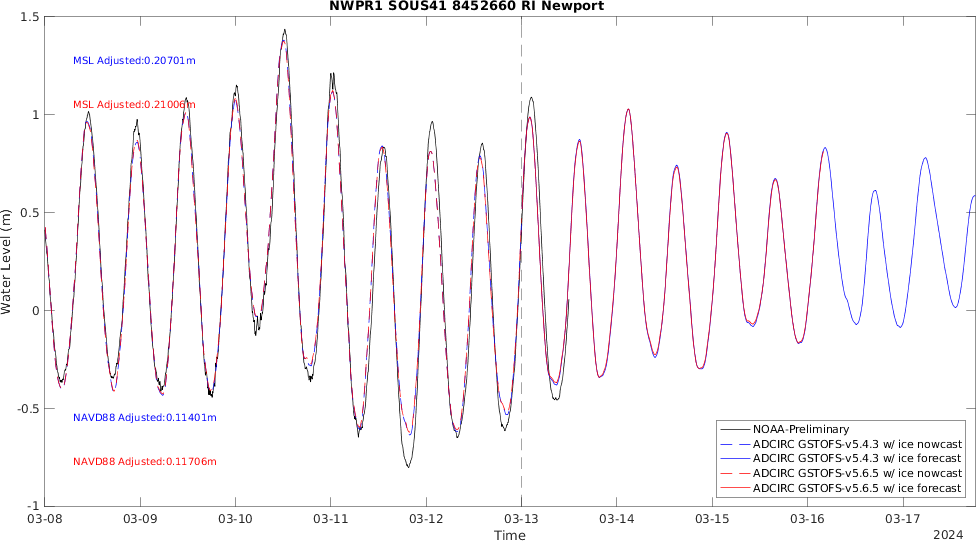 NWPR1 SOUS41 8452660 RI Newport
1.5
1
0.5
0
-0.5
-1
Water Level (m)
MSL Adjusted:0.20701m
MSL Adjusted:0.21006m
NAVD88 Adjusted:0.11401m
NAVD88 Adjusted:0.11706m
NOAA-Preliminary
ADCIRC GSTOFS-v5.4.3 w/ ice nowcast
ADCIRC GSTOFS-v5.4.3 w/ ice forecast
ADCIRC GSTOFS-v5.6.5 w/ ice nowcast
ADCIRC GSTOFS-v5.6.5 w/ ice forecast
03-08 03-09 03-10 03-11 03-12 03-13 03-14 03-15 03-16 03-17
Time
2024